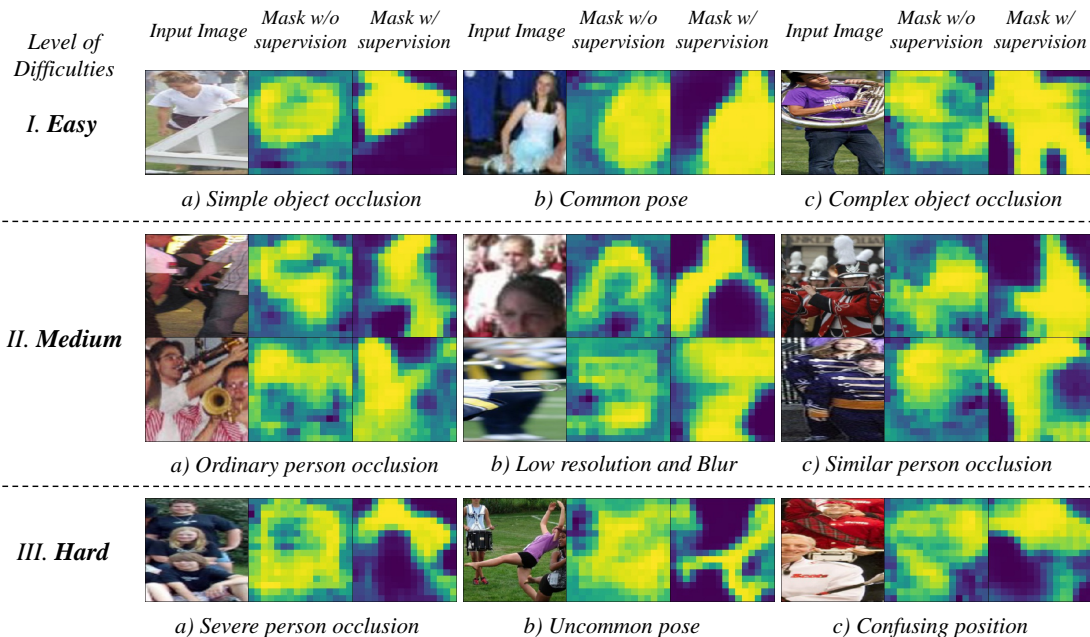 Level of
Difficulties
Input Image
Mask w/o
supervision
Mask w/
supervision
Input Image
Mask w/o
supervision
Mask w/
supervision
Input Image
Mask w/o
supervision
Mask w/
supervision
I. Easy
a) Simple object occlusion
b) Common pose
c) Complex object occlusion
II. Medium
a) Ordinary person occlusion
b) Low resolution and Blur
c) Similar person occlusion
III. Hard
a) Severe person occlusion
b) Uncommon pose
c) Confusing position